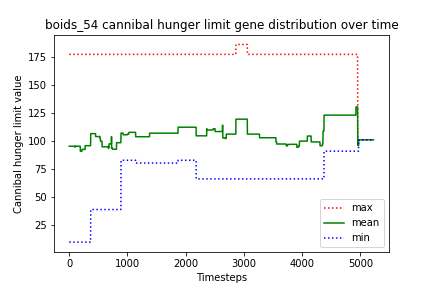 boids_54 cannibal hunger limit gene distribution over time
Cannibal hunger limit value
175
150
125
100
75
50
25
0
1000
2000
3000
4000
5000
Timesteps
max
mean
min